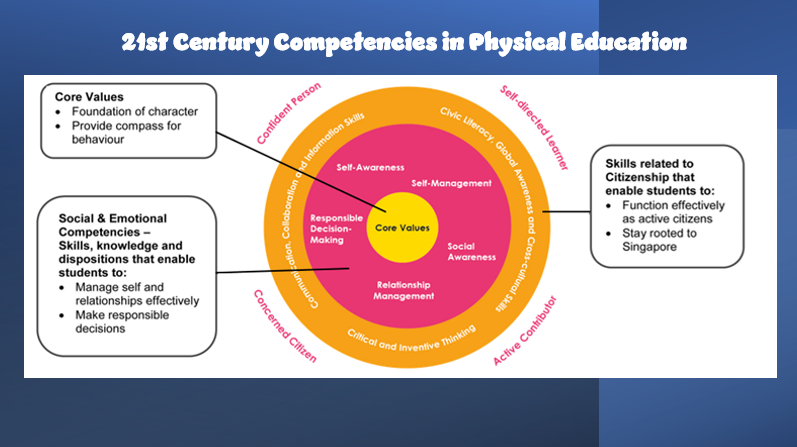 21st Century Competencies in Physical Education
Core Values
• Foundation of character
• Provide compass for
behaviour
Social & Emotional
Competencies –
Skills, knowledge and
dispositions that enable
students to:
• Manage self and
relationships effectively
• Make responsible
decisions
Confident Person
Self-directed Learner
Communication, Collaboration and Information Skills
Civic Literacy, Global Awareness and Cross-cultural Skills
Self-Awareness
Self-Management
Responsible
Decision-
Making
Core Values
Social
Awareness
Relationship
Management
Critical and Inventive Thinking
Concerned Citizen
Active Contributor
Skills related to
Citizenship that
enable students to:
• Function effectively
as active citizens
• Stay rooted to
Singapore